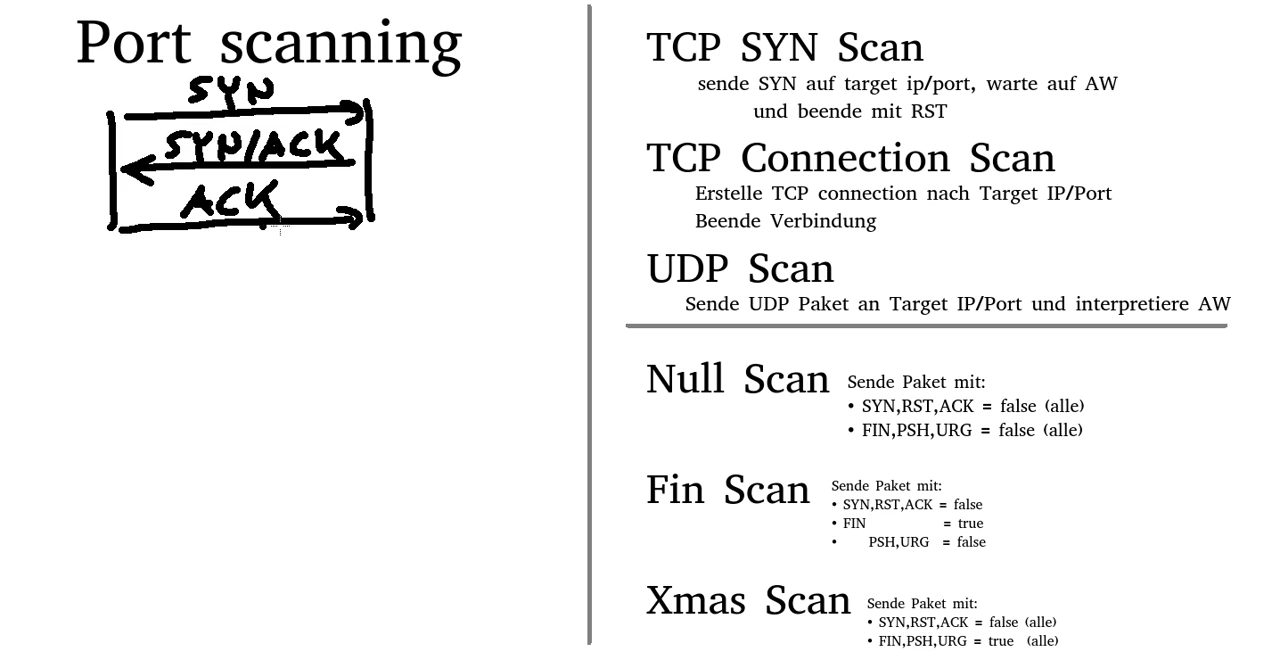 Port scanning
SYN
SYN/ACK
ACK
TCP SYN Scan
sende SYN auf target ip/port, warte auf AW
und beende mit RST
TCP Connection Scan
Erstelle TCP connection nach Target IP/Port
Beende Verbindung
UDP Scan
Sende UDP Paket an Target IP/Port und interpretiere AW
Null Scan
Sende Paket mit:
• SYN,RST,ACK = false (alle)
• FIN,PSH,URG = false (alle)
Fin Scan
Sende Paket mit:
• SYN,RST,ACK = false
• FIN = true
• PSH,URG = false
Xmas Scan
Sende Paket mit:
• SYN,RST,ACK = false (alle)
• FIN,PSH,URG = true (alle)